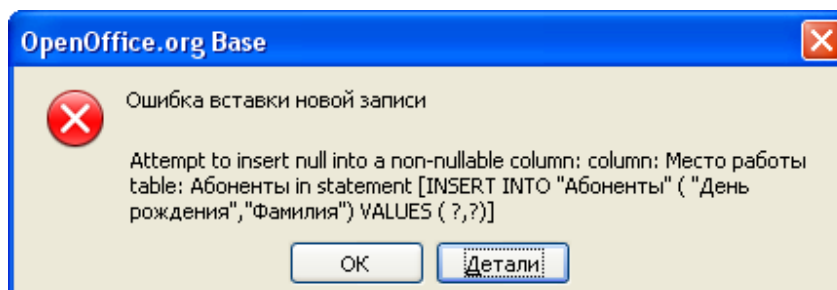 OpenOffice.org Base
Ошибка вставки новой записи
Attempt to insert null into a non-nullable column: column: Место работы
table: Абоненты in statement [INSERT INTO "Абоненты" ( "День
рождения","Фамилия") VALUES ( ?,?)]
OK
Детали